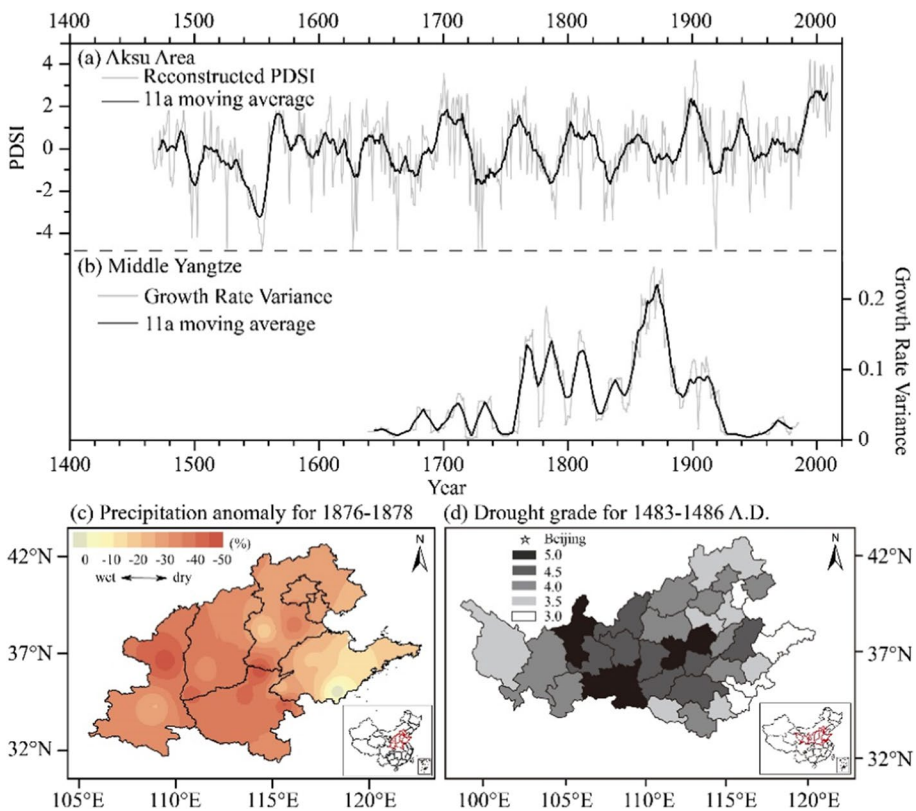 1400 1500 1600 1700 1800 1900 2000
(a) Aksu Area
Reconstructed PDSI
11a moving average
4
2
0
-2
-4
PDSI
(b) Middle Yangtze
Growth Rate Variance
11a moving average
0.2
0.1
0
Growth Rate Variance
1400 1500 1600 1700 1800 1900 2000
Year
(c) Precipitation anomaly for 1876-1878
0 -10 -20 -30 -40 -50 (%)
wet dry
N
42°N
37°N
32°N
105°E 110°E 115°E 120°E
(d) Drought grade for 1483-1486 A.D.
Beijing
5.0
4.5
4.0
3.5
3.0
N
42°N
37°N
32°N
100°E 105°E 110°E 115°E 120°E